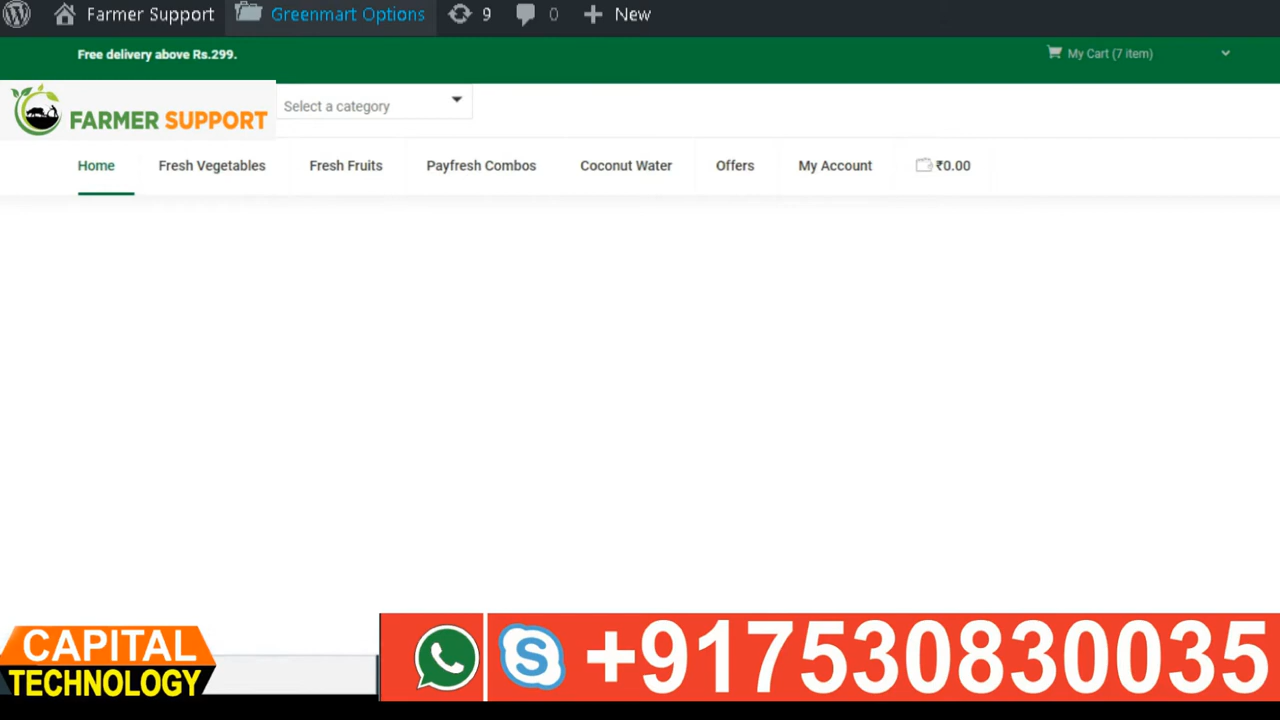 Farmer Support Greenmart Options 9 0 New
Free delivery above Rs.299. My Cart (7 item)
FARMER SUPPORT Select a category
Home Fresh Vegetables Fresh Fruits Payfresh Combos Coconut Water Offers My Account ₹0.00
CAPITAL
TECHNOLOGY
+917530830035